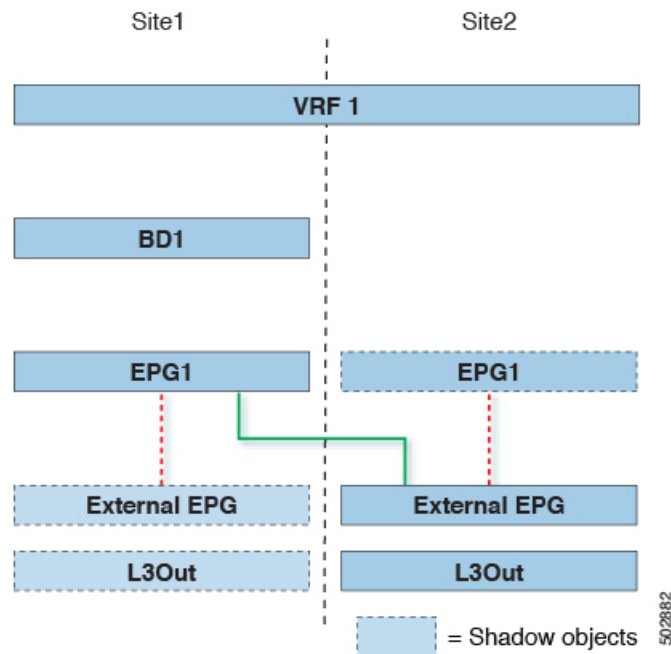 Site1
Site2
VRF 1
BD1
EPG1
EPG1
External EPG
External EPG
L3Out
L3Out
= Shadow objects
502882